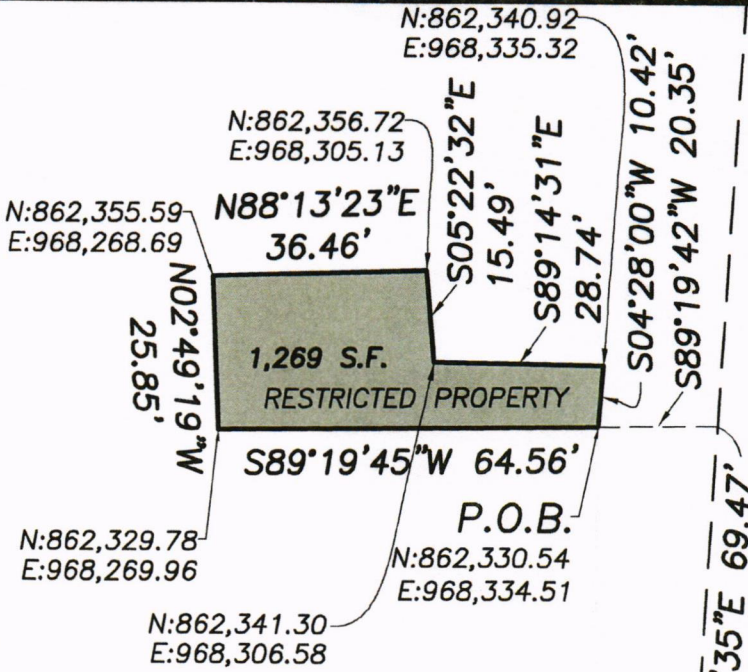 N:862,340.92
E:968,335.32
N:862,356.72
E:968,305.13
N:862,355.59
E:968,268.69
N88°13'23"E
36.46'
S05°22'32"E
15.49'
S89°14'31"E
28.74'
S04°28'00"W 10.42'
S89°19'42"W 20.35'
N02°49'19"W
25.85'
1,269 S.F.
RESTRICTED PROPERTY
S89°19'45"W 64.56'
P.O.B.
N:862,330.54
E:968,334.51
N:862,329.78
E:968,269.96
N:862,341.30
E:968,306.58
'35"E 69.47'